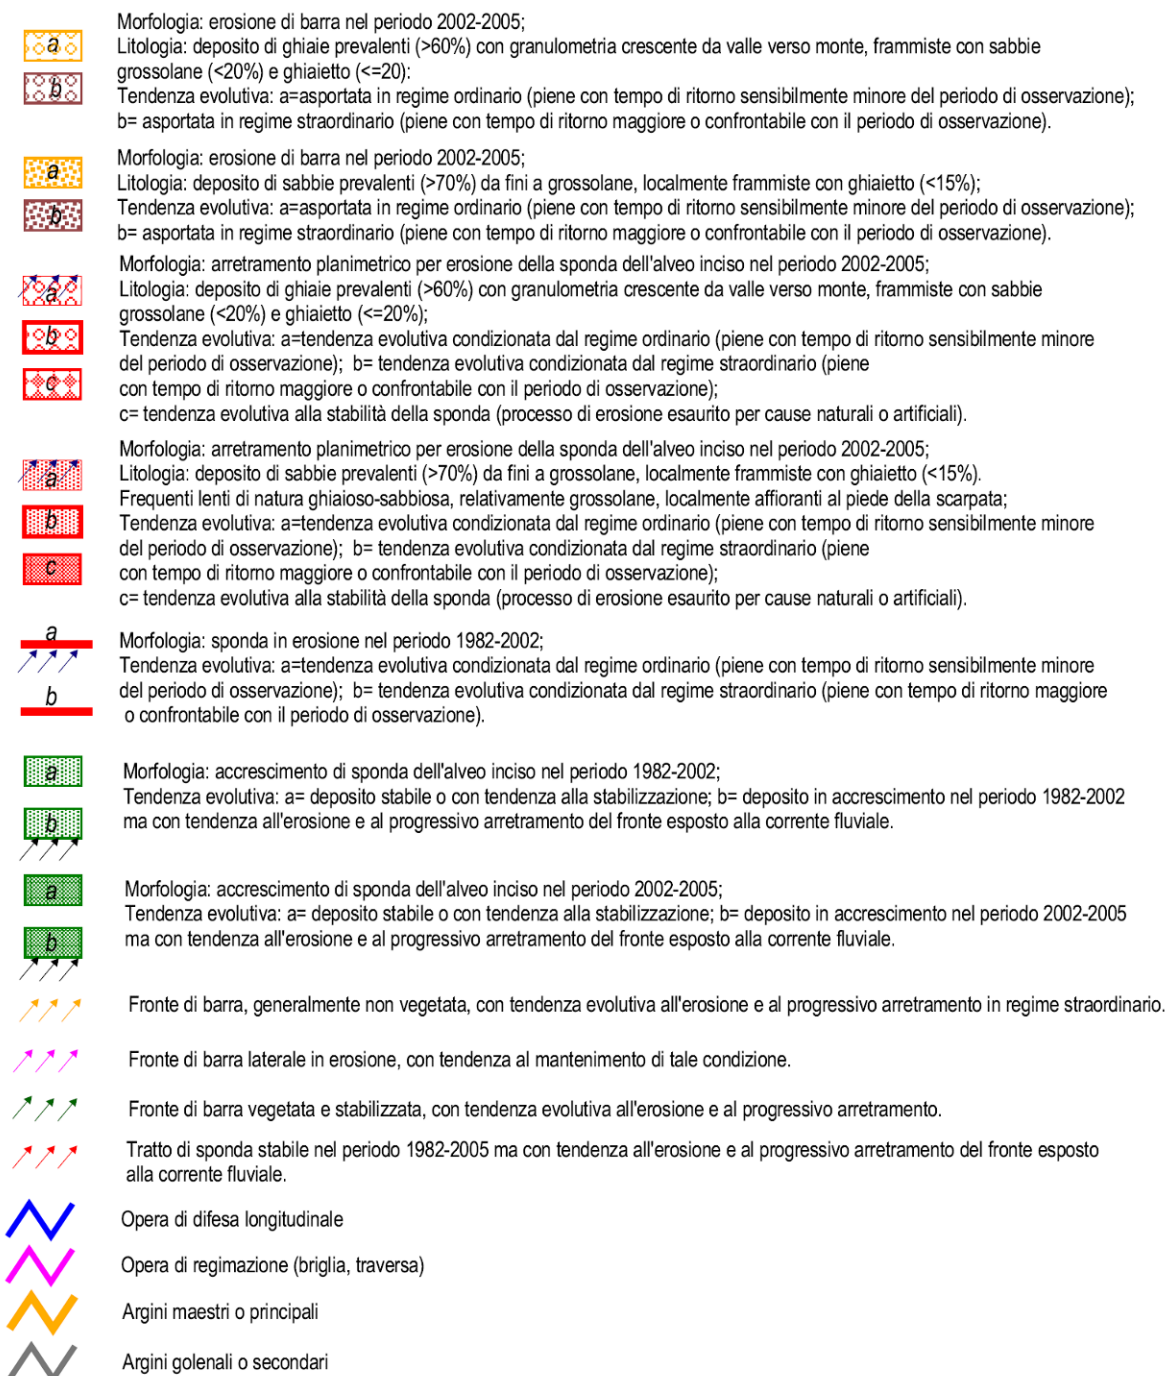 Morfologia: erosione di barra nel periodo 2002-2005;
a
Litologia: deposito di ghiaie prevalenti (>60%) con granulometria crescente da valle verso monte, frammiste con sabbie
grossolane (<20%) e ghiaietto (<=20):
b
Tendenza evolutiva: a=asportata in regime ordinario (piene con tempo di ritorno sensibilmente minore del periodo di osservazione);
b= asportata in regime straordinario (piene con tempo di ritorno maggiore o confrontabile con il periodo di osservazione).
Morfologia: erosione di barra nel periodo 2002-2005;
a
Litologia: deposito di sabbie prevalenti (>70%) da fini a grossolane, localmente frammiste con ghiaietto (<15%);
b
Tendenza evolutiva: a=asportata in regime ordinario (piene con tempo di ritorno sensibilmente minore del periodo di osservazione);
b= asportata in regime straordinario (piene con tempo di ritorno maggiore o confrontabile con il periodo di osservazione).
Morfologia: arretramento planimetrico per erosione della sponda dell'alveo inciso nel periodo 2002-2005;
a
Litologia: deposito di ghiaie prevalenti (>60%) con granulometria crescente da valle verso monte, frammiste con sabbie
grossolane (<20%) e ghiaietto (<=20%);
b
Tendenza evolutiva: a=tendenza evolutiva condizionata dal regime ordinario (piene con tempo di ritorno sensibilmente minore
del periodo di osservazione); b= tendenza evolutiva condizionata dal regime straordinario (piene
c
con tempo di ritorno maggiore o confrontabile con il periodo di osservazione);
c= tendenza evolutiva alla stabilità della sponda (processo di erosione esaurito per cause naturali o artificiali).
Morfologia: arretramento planimetrico per erosione della sponda dell'alveo inciso nel periodo 2002-2005;
a
Litologia: deposito di sabbie prevalenti (>70%) da fini a grossolane, localmente frammiste con ghiaietto (<15%).
Frequenti lenti di natura ghiaioso-sabbiosa, relativamente grossolane, localmente affioranti al piede della scarpata;
b
Tendenza evolutiva: a=tendenza evolutiva condizionata dal regime ordinario (piene con tempo di ritorno sensibilmente minore
del periodo di osservazione); b= tendenza evolutiva condizionata dal regime straordinario (piene
c
con tempo di ritorno maggiore o confrontabile con il periodo di osservazione);
c= tendenza evolutiva alla stabilità della sponda (processo di erosione esaurito per cause naturali o artificiali).
a
Morfologia: sponda in erosione nel periodo 1982-2002;
Tendenza evolutiva: a=tendenza evolutiva condizionata dal regime ordinario (piene con tempo di ritorno sensibilmente minore
b
del periodo di osservazione); b= tendenza evolutiva condizionata dal regime straordinario (piene con tempo di ritorno maggiore
o confrontabile con il periodo di osservazione).
a
Morfologia: accrescimento di sponda dell'alveo inciso nel periodo 1982-2002;
Tendenza evolutiva: a= deposito stabile o con tendenza alla stabilizzazione; b= deposito in accrescimento nel periodo 1982-2002
b
ma con tendenza all'erosione e al progressivo arretramento del fronte esposto alla corrente fluviale.
a
Morfologia: accrescimento di sponda dell'alveo inciso nel periodo 2002-2005;
Tendenza evolutiva: a= deposito stabile o con tendenza alla stabilizzazione; b= deposito in accrescimento nel periodo 2002-2005
b
ma con tendenza all'erosione e al progressivo arretramento del fronte esposto alla corrente fluviale.
Fronte di barra, generalmente non vegetata, con tendenza evolutiva all'erosione e al progressivo arretramento in regime straordinario.
Fronte di barra laterale in erosione, con tendenza al mantenimento di tale condizione.
Fronte di barra vegetata e stabilizzata, con tendenza evolutiva all'erosione e al progressivo arretramento.
Tratto di sponda stabile nel periodo 1982-2005 ma con tendenza all'erosione e al progressivo arretramento del fronte esposto
alla corrente fluviale.
Opera di difesa longitudinale
Opera di regimazione (briglia, traversa)
Argini maestri o principali
Argini golenali o secondari